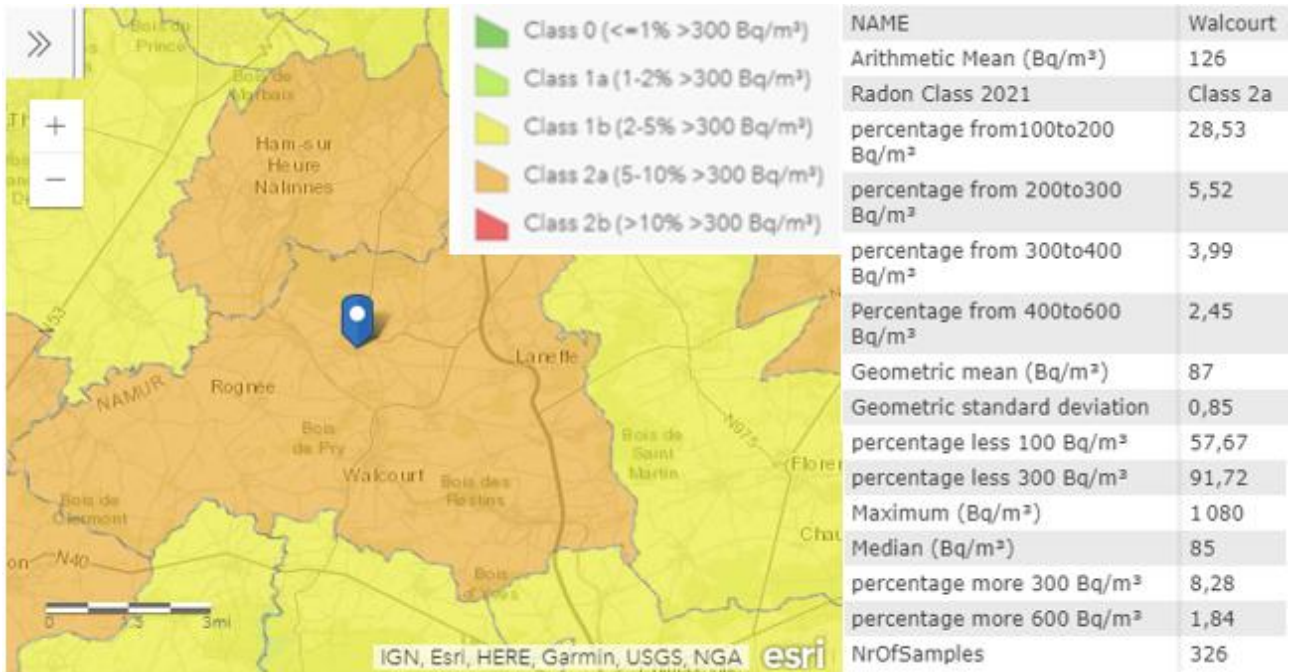 Bois du
Prince
Bois de
Marbais
Ham-sur
Heure
Nalinnes
N53
Laneffe
NAMUR
Rognée
Bois
de Pry
Walcourt
Bois des
Restins
Bois de
Saint
Martin
N975
Bois de
Clermont
N40
Bois
0 1.5 3mi
IGN, Esri, HERE, Garmin, USGS, NGA esri
Class 0 (<=1% >300 Bq/m³)
Class 1a (1-2% >300 Bq/m³)
Class 1b (2-5% >300 Bq/m³)
Class 2a (5-10% >300 Bq/m³)
Class 2b (>10% >300 Bq/m³)
NAME Walcourt
Arithmetic Mean (Bq/m³) 126
Radon Class 2021 Class 2a
percentage from100to200 28,53
Bq/m³
percentage from 200to300 5,52
Bq/m³
percentage from 300to400 3,99
Bq/m³
Percentage from 400to600 2,45
Bq/m³
Geometric mean (Bq/m³) 87
Geometric standard deviation 0,85
percentage less 100 Bq/m³ 57,67
percentage less 300 Bq/m³ 91,72
Maximum (Bq/m³) 1 080
Median (Bq/m³) 85
percentage more 300 Bq/m³ 8,28
percentage more 600 Bq/m³ 1,84
NrOfSamples 326